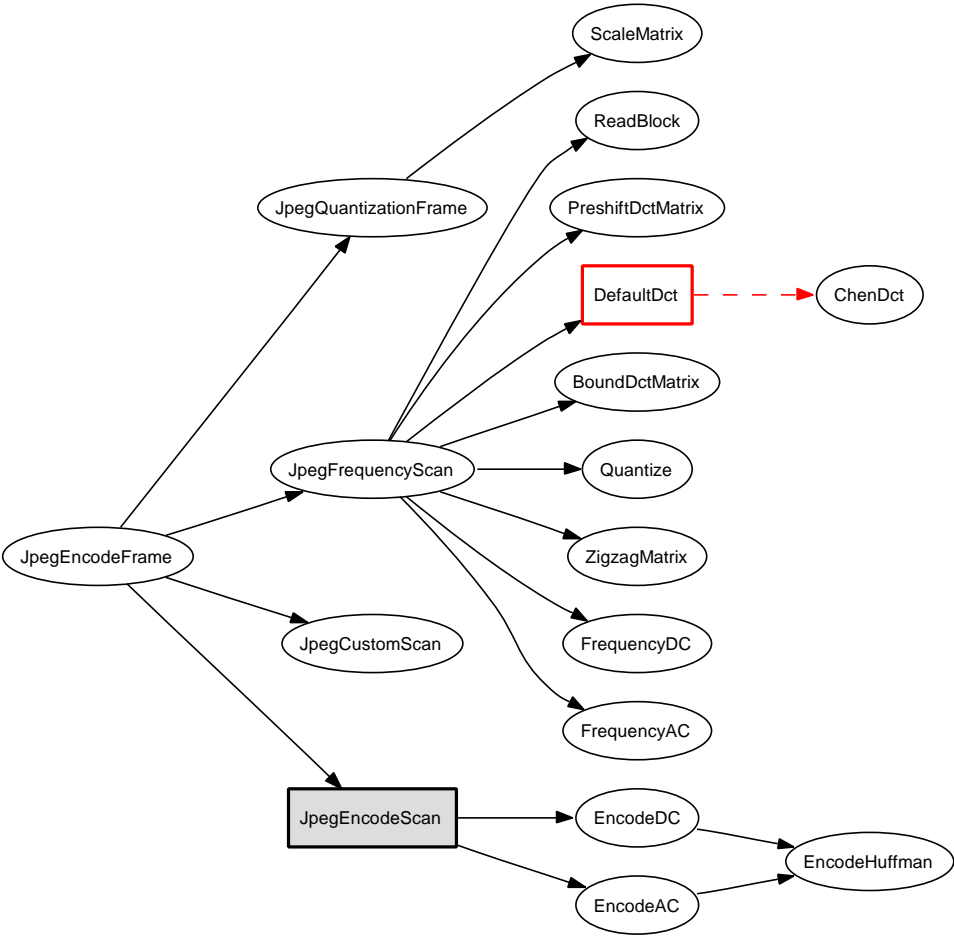 ScaleMatrix
ReadBlock
JpegQuantizationFrame
PreshiftDctMatrix
DefaultDct
ChenDct
BoundDctMatrix
JpegFrequencyScan
Quantize
JpegEncodeFrame
ZigzagMatrix
JpegCustomScan
FrequencyDC
FrequencyAC
JpegEncodeScan
EncodeDC
EncodeHuffman
EncodeAC